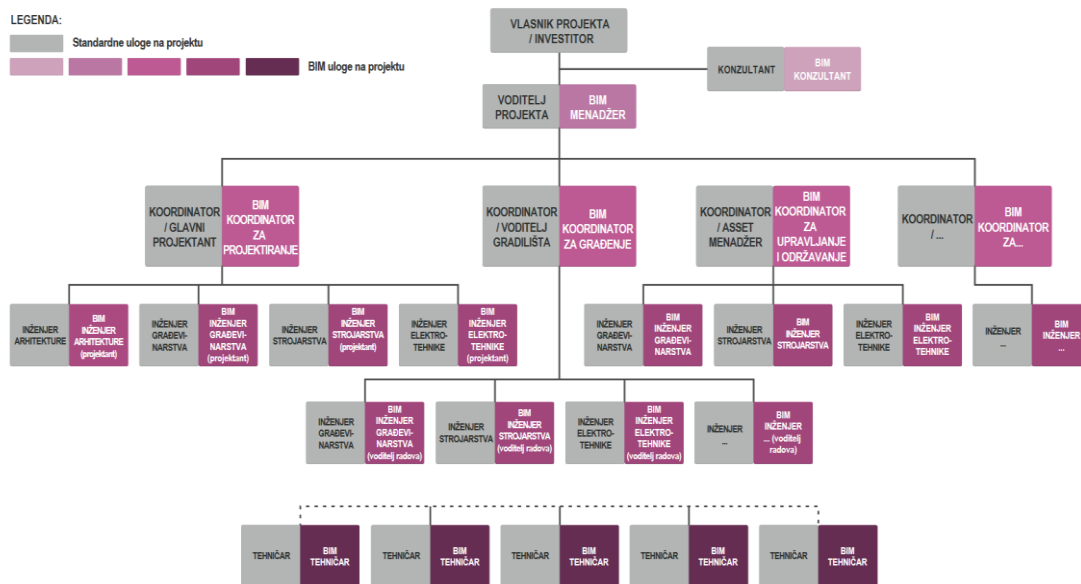 LEGENDA:
Standardne uloge na projektu
BIM uloge na projektu
VLASNIK PROJEKTA
/ INVESTITOR
KONZULTANT
BIM
KONZULTANT
VODITELJ
PROJEKTA
BIM
MENADŽER
KOORDINATOR
/ GLAVNI
PROJEKTANT
BIM
KOORDINATOR
ZA
PROJEKTIRANJE
KOORDINATOR
/ VODITELJ
GRADILIŠTA
BIM
KOORDINATOR
ZA GRAĐENJE
KOORDINATOR
/ ASSET
MENADŽER
BIM
KOORDINATOR
ZA
UPRAVLJANJE
I ODRŽAVANJE
KOORDINATOR
/ ...
BIM
KOORDINATOR
ZA...
INŽENJER
ARHITEKTURE
BIM
INŽENJER
ARHITEKTURE
(projektant)
INŽENJER
GRAĐEVI-
NARSTVA
BIM
INŽENJER
GRAĐEVI-
NARSTVA
(projektant)
INŽENJER
STROJARSTVA
BIM
INŽENJER
STROJARSTVA
(projektant)
INŽENJER
ELEKTRO-
TEHNIKE
BIM
INŽENJER
ELEKTRO-
TEHNIKE
(projektant)
INŽENJER
GRAĐEVI-
NARSTVA
BIM
INŽENJER
GRAĐEVI-
NARSTVA
INŽENJER
STROJARSTVA
BIM
INŽENJER
STROJARSTVA
INŽENJER
ELEKTRO-
TEHNIKE
BIM
INŽENJER
ELEKTRO-
TEHNIKE
INŽENJER
...
BIM
INŽENJER
...
INŽENJER
GRAĐEVI-
NARSTVA
BIM
INŽENJER
GRAĐEVI-
NARSTVA
(voditelj radova)
INŽENJER
STROJARSTVA
BIM
INŽENJER
STROJARSTVA
(voditelj radova)
INŽENJER
ELEKTRO-
TEHNIKE
BIM
INŽENJER
ELEKTRO-
TEHNIKE
(voditelj radova)
INŽENJER
...
BIM
INŽENJER
... (voditelj
radova)
TEHNIČAR
BIM
TEHNIČAR
TEHNIČAR
BIM
TEHNIČAR
TEHNIČAR
BIM
TEHNIČAR
TEHNIČAR
BIM
TEHNIČAR
TEHNIČAR
BIM
TEHNIČAR